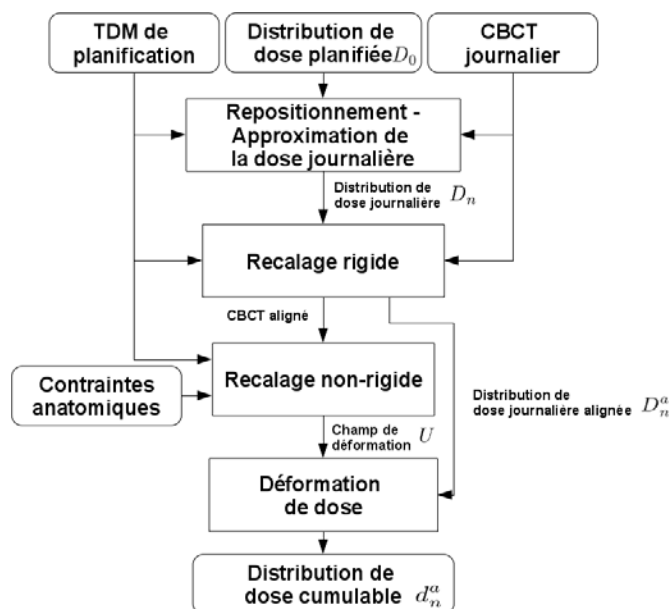 TDM de
planification
Distribution de
dose planifiée D₀
CBCT
journalier
Repositionnement -
Approximation de
la dose journalière
Distribution de
dose journalière Dₙ
Recalage rigide
CBCT aligné
Recalage non-rigide
Contraintes
anatomiques
Distribution de
dose journalière alignée Dₙᵃ
Champ de
déformation U
Déformation
de dose
Distribution de
dose cumulable dₙᵃ